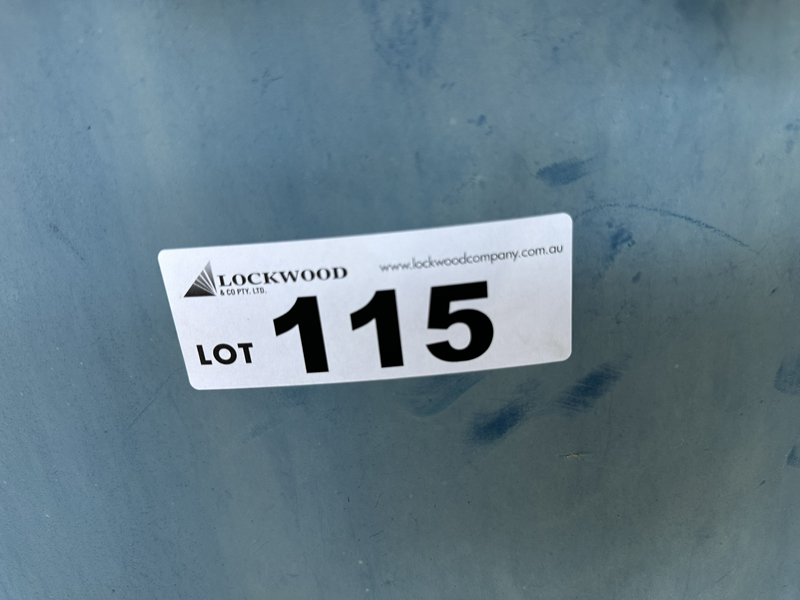 LOCKWOOD
& CO PTY. LTD.
www.lockwoodcompany.com.au
LOT 115